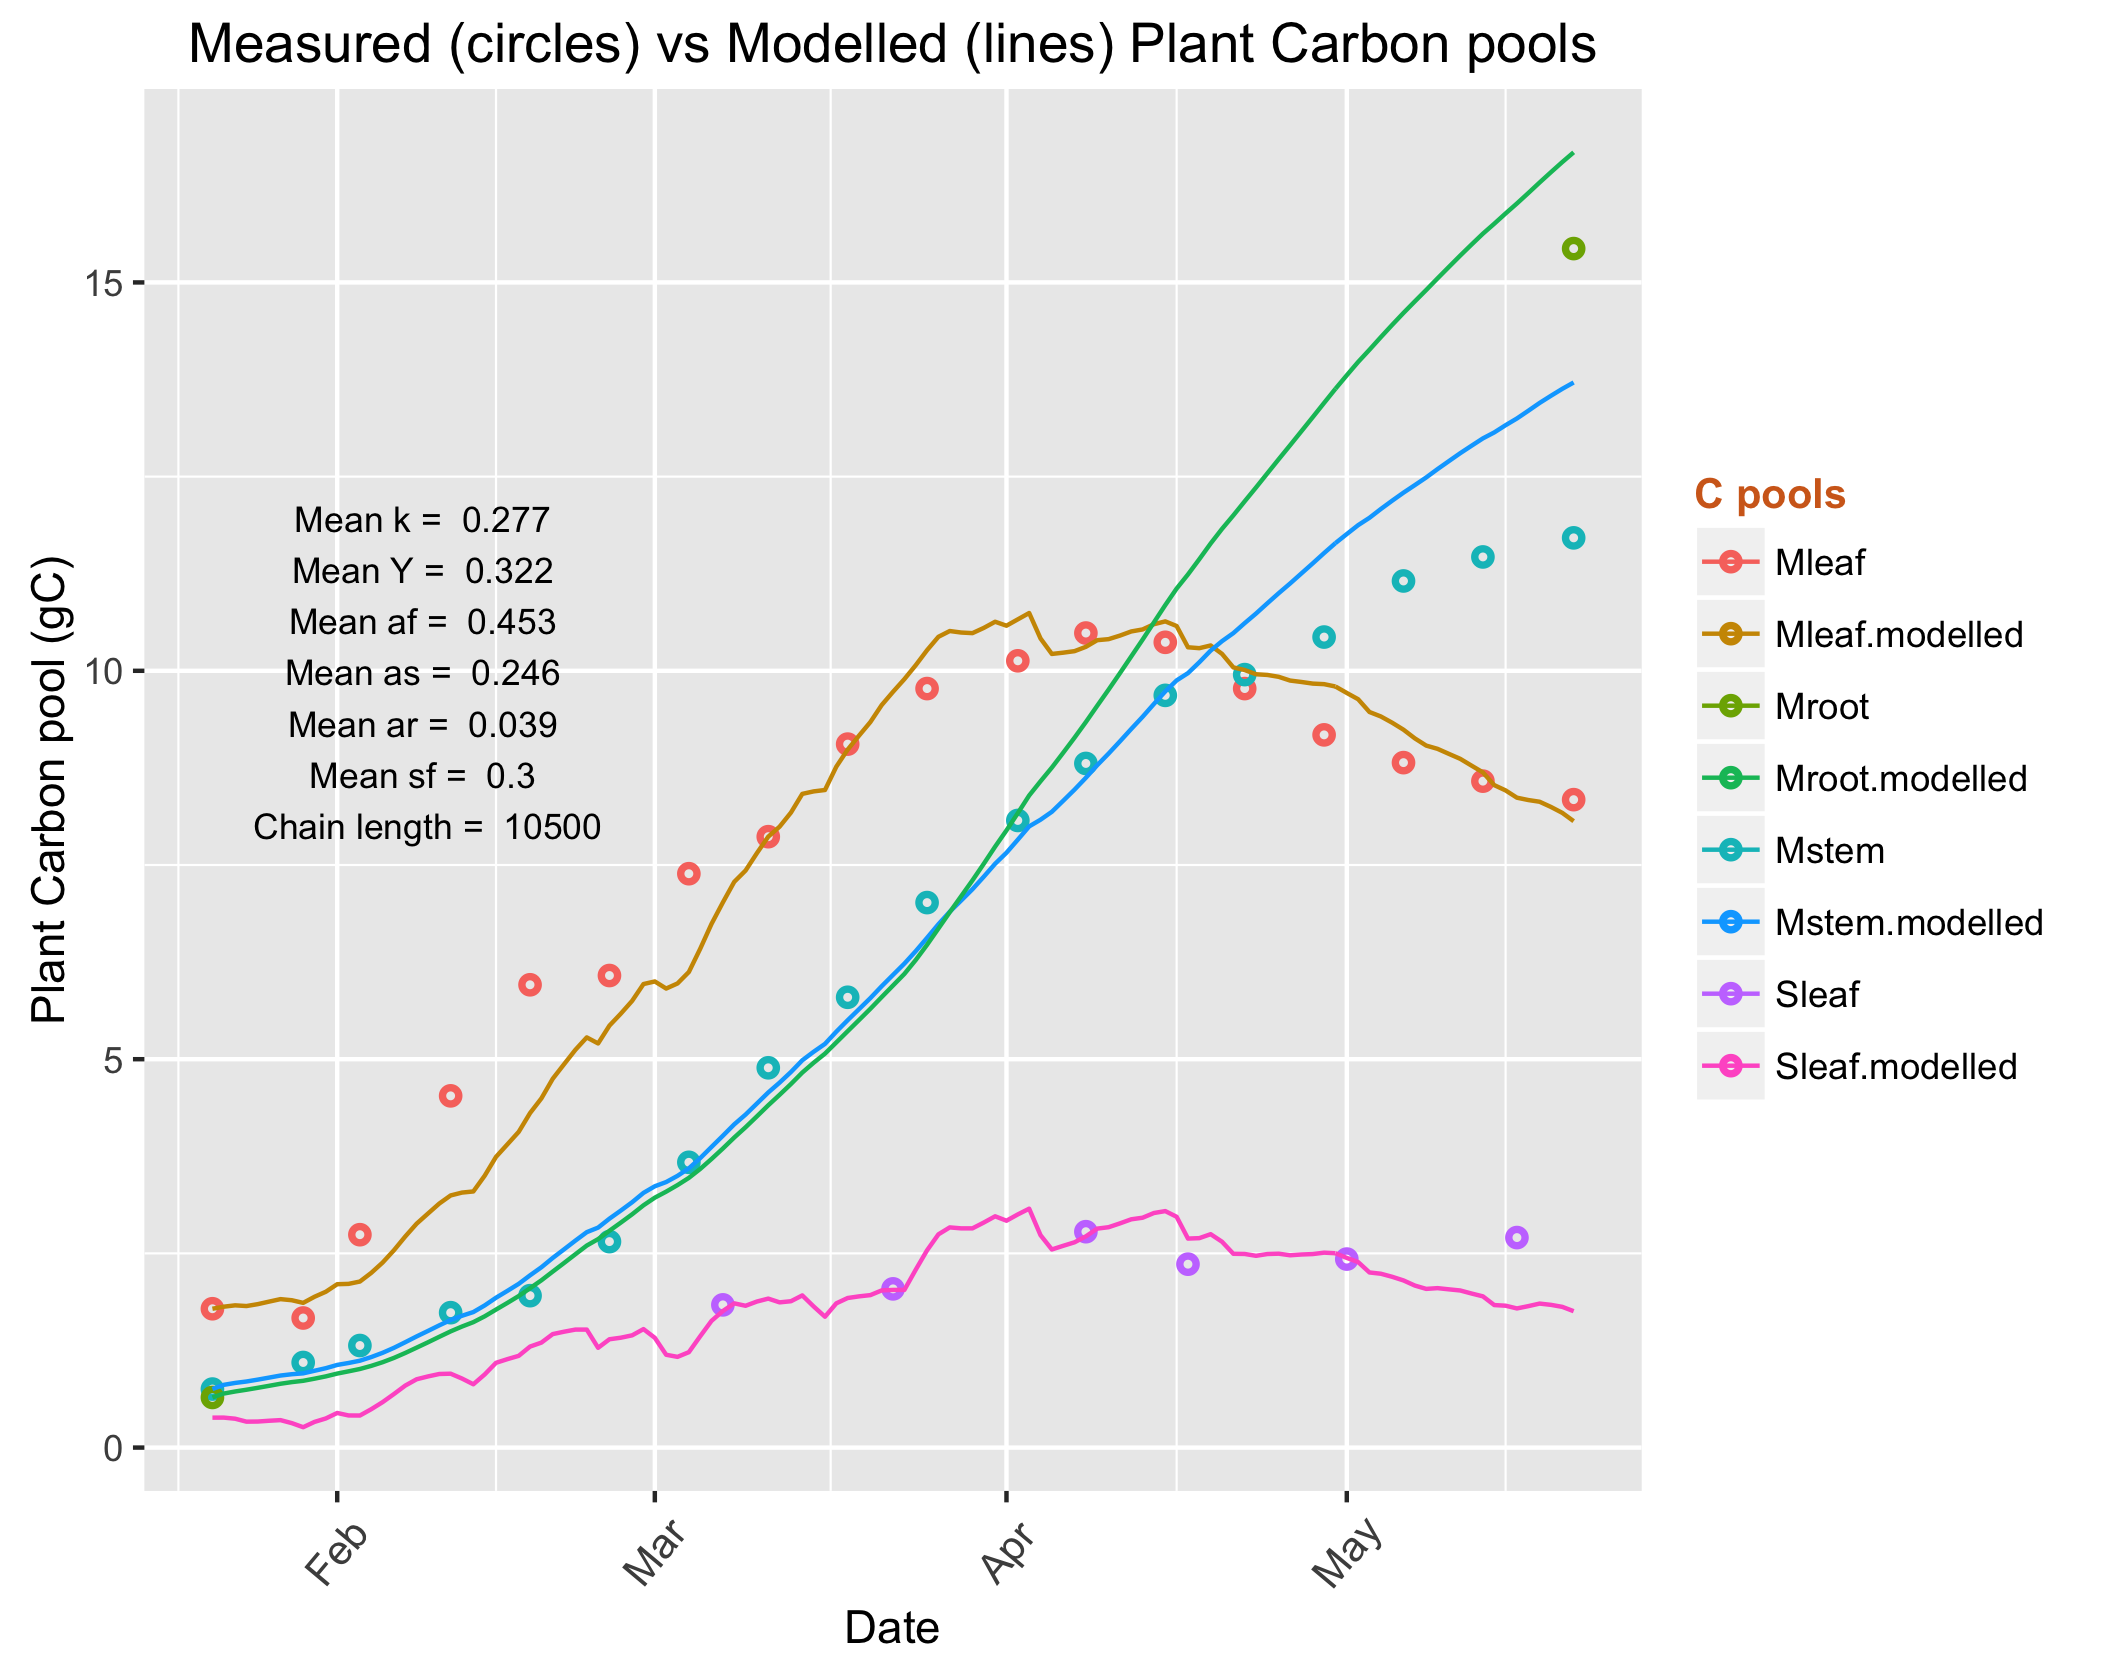 Measured (circles) vs Modelled (lines) Plant Carbon pools
Plant Carbon pool (gC)
15
10
5
0
Mean k = 0.277
Mean Y = 0.322
Mean af = 0.453
Mean as = 0.246
Mean ar = 0.039
Mean sf = 0.3
Chain length = 10500
Feb
Mar
Apr
May
Date
C pools
Mleaf
Mleaf.modelled
Mroot
Mroot.modelled
Mstem
Mstem.modelled
Sleaf
Sleaf.modelled